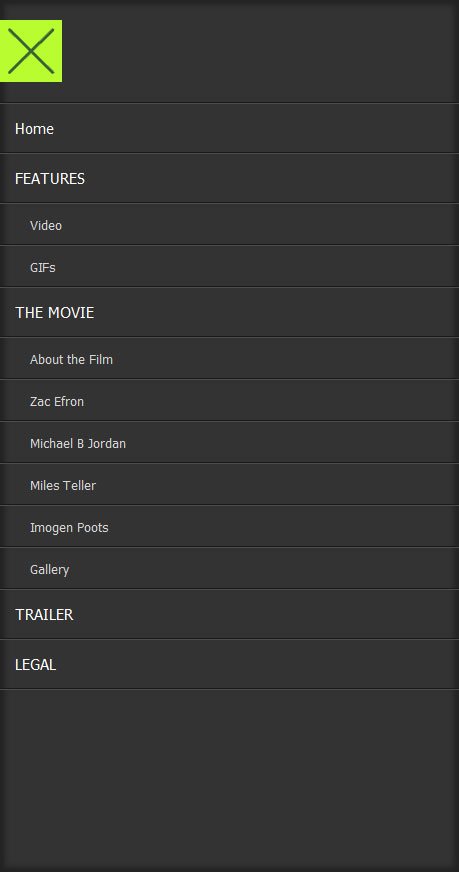 Home
FEATURES
Video
GIFs
THE MOVIE
About the Film
Zac Efron
Michael B Jordan
Miles Teller
Imogen Poots
Gallery
TRAILER
LEGAL